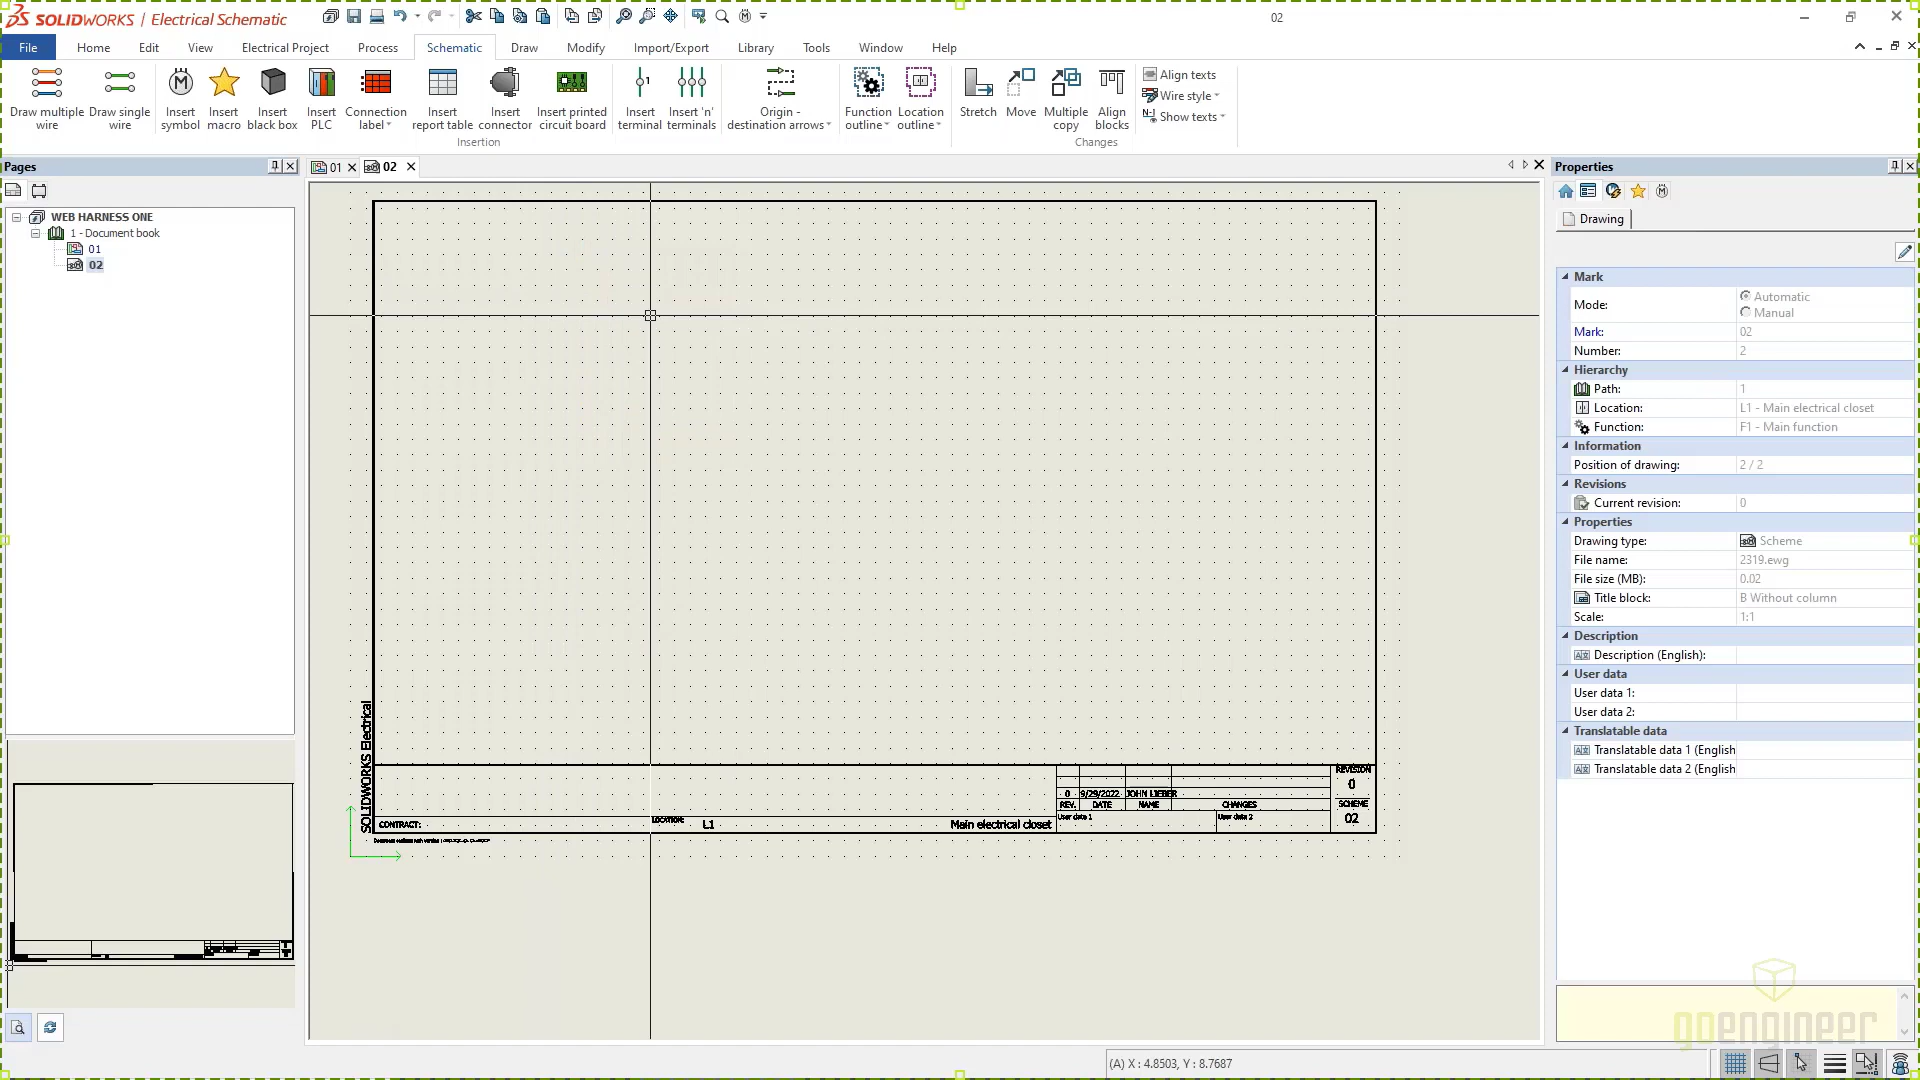 SOLIDWORKS | Electrical Schematic
02
File Home Edit View Electrical Project Process Schematic Draw Modify Import/Export Library Tools Window Help
Draw multiple wire
Draw single wire
Insert symbol
Insert macro
Insert black box
Insert PLC
Connection label
Insert report table
Insert connector
Insert printed circuit board
Insert terminal
Insert 'n' terminals
Origin - destination arrows
Function outline
Location outline
Stretch
Move
Multiple copy
Align blocks
Align texts
Wire style
Show texts
Insertion
Changes
Pages
01
02
WEB HARNESS ONE
1 - Document book
01
02
SOLIDWORKS Electrical
CONTRACT:
LOCATION:
L1
Main electrical closet
0 9/29/2022 JOHN LIEBER
REV. DATE NAME CHANGES
User data 1
User data 2
REVISION
0
SCHEME
02
Properties
Drawing
Mark
Mode:
Automatic
Manual
Mark: 02
Number: 2
Hierarchy
Path: 1
Location: L1 - Main electrical closet
Function: F1 - Main function
Information
Position of drawing: 2 / 2
Revisions
Current revision: 0
Properties
Drawing type: Scheme
File name: 2319.ewg
File size (MB): 0.02
Title block: B Without column
Scale: 1:1
Description
Description (English):
User data
User data 1:
User data 2:
Translatable data
Translatable data 1 (English
Translatable data 2 (English
goengineer
(A) X : 4.8503, Y : 8.7687